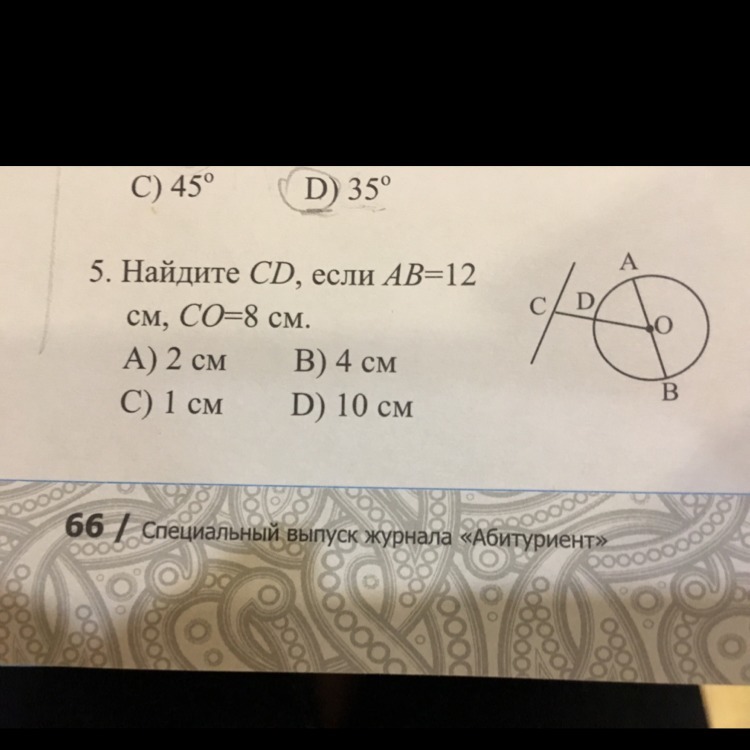 C) 45° D) 35°
5. Найдите CD, если AB=12
см, CO=8 см.
A) 2 см B) 4 см
C) 1 см D) 10 см
A
C D
O
B
66 / Специальный выпуск журнала «Абитуриент»